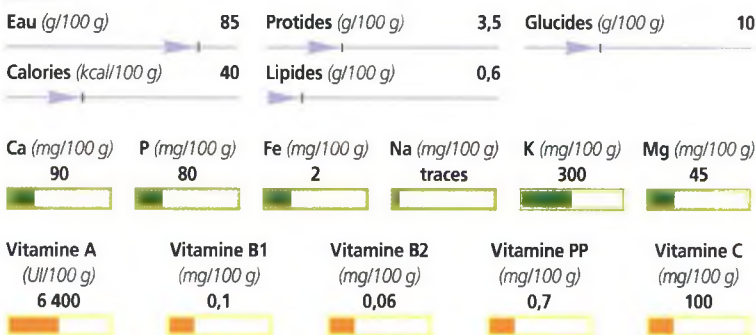 Eau (g/100 g) 85 Protides (g/100 g) 3,5 Glucides (g/100 g) 10
Calories (kcal/100 g) 40 Lipides (g/100 g) 0,6
Ca (mg/100 g) P (mg/100 g) Fe (mg/100 g) Na (mg/100 g) K (mg/100 g) Mg (mg/100 g)
90 80 2 traces 300 45
Vitamine A Vitamine B1 Vitamine B2 Vitamine PP Vitamine C
(UI/100 g) (mg/100 g) (mg/100 g) (mg/100 g) (mg/100 g)
6 400 0,1 0,06 0,7 100